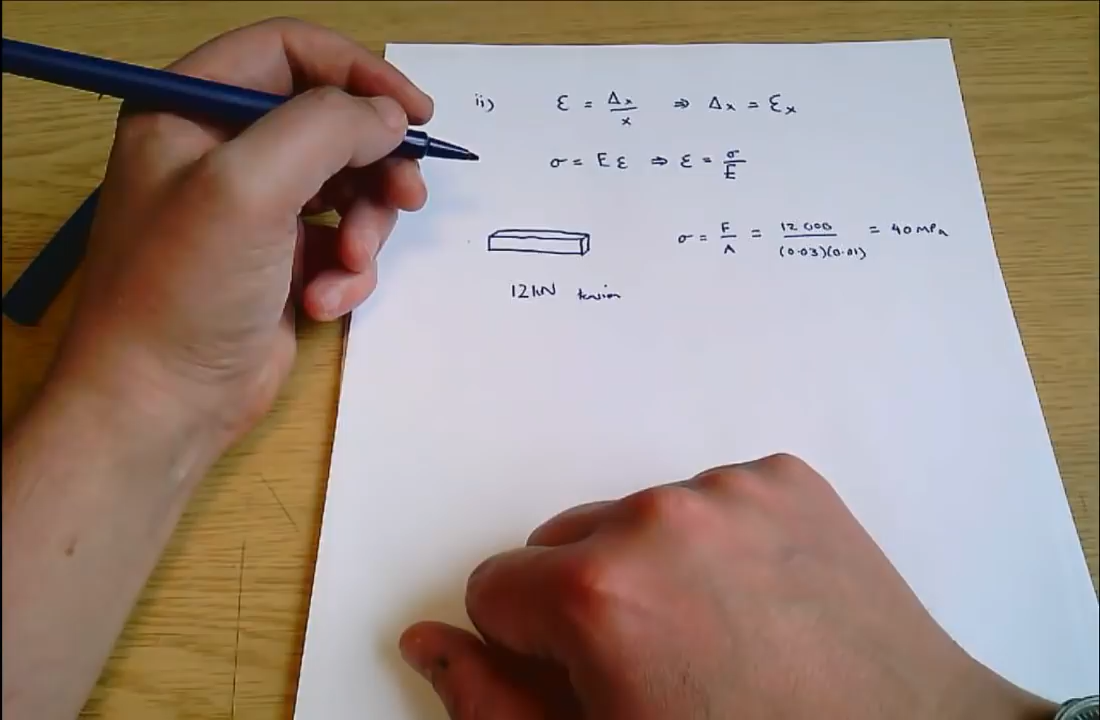 ii) ε = Δx/x ⇒ Δx = εx
σ = Eε ⇒ ε = σ/E
σ = F/A = 12 000/(0.03)(0.01) = 40 MPa
12kN tension